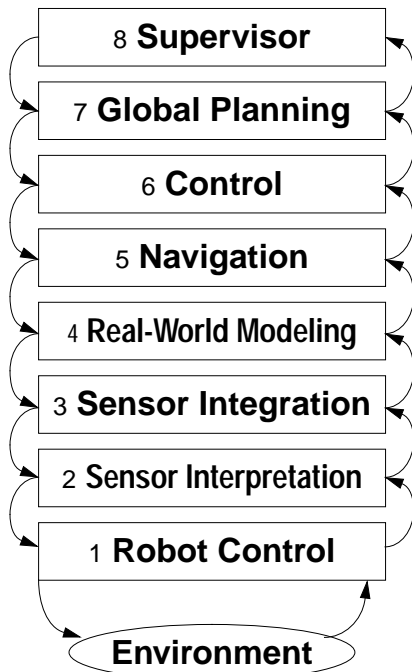 8 Supervisor
7 Global Planning
6 Control
5 Navigation
4 Real-World Modeling
3 Sensor Integration
2 Sensor Interpretation
1 Robot Control
Environment